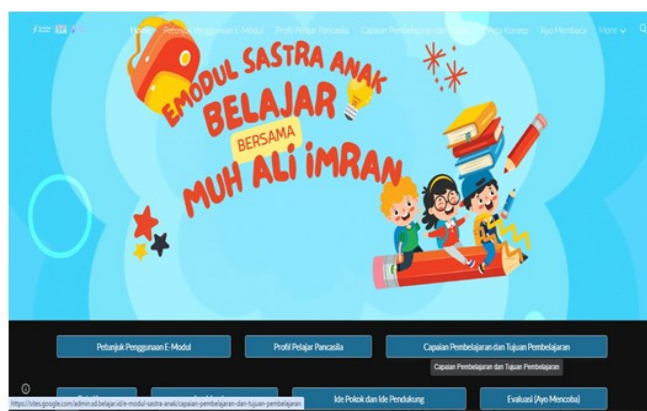 Home Petunjuk Penggunaan E-Modul Profil Pelajar Pancasila Capaian Pembelajaran dan Peta Konsep Ayo Membaca More
EMODUL SASTRA ANAK
BELAJAR
BERSAMA
MUH ALI iMRAN
Petunjuk Penggunaan E-Modul Profil Pelajar Pancasila Capaian Pembelajaran dan Tujuan Pembelajaran
Capaian Pembelajaran dan Tujuan Pembelajaran
Ide Pokok dan Ide Pendukung Evaluasi (Ayo Mencoba)
https://sites.google.com/admin.sd.belajar.id/e-modul-sastra-anak/capaian-pembelajaran-dan-tujuan-pembelajaran